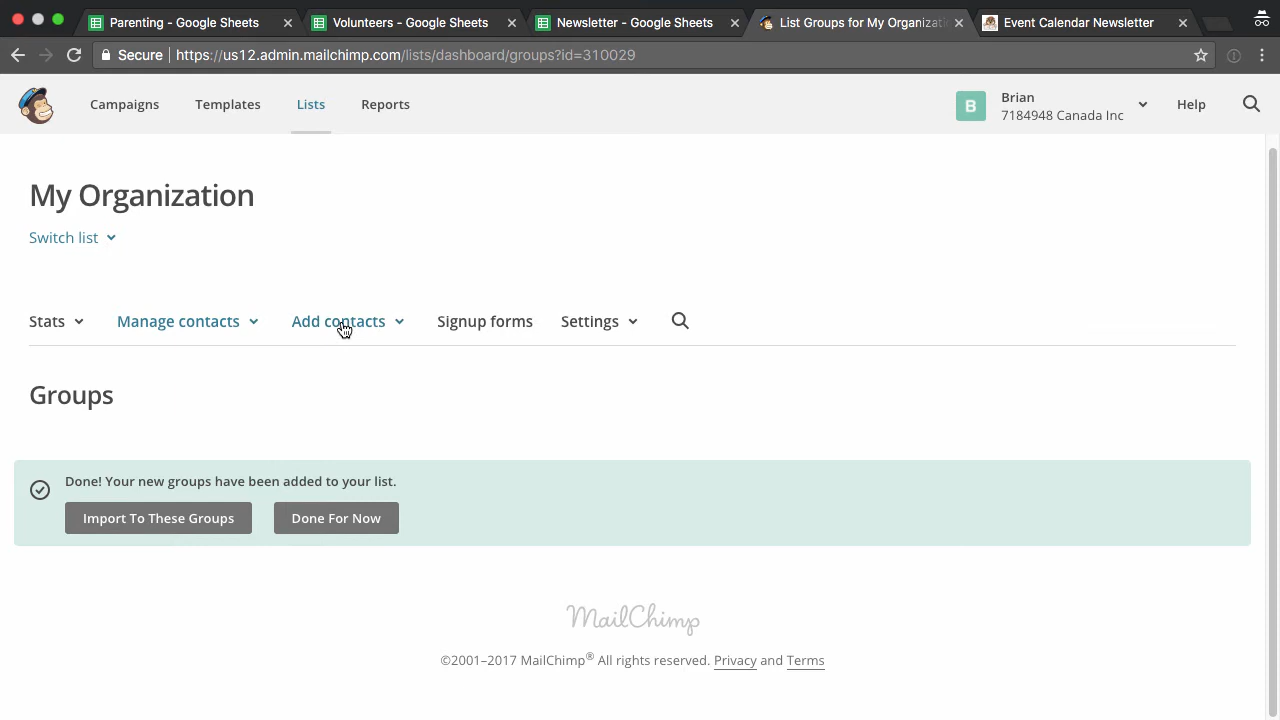 Parenting - Google Sheets
Volunteers - Google Sheets
Newsletter - Google Sheets
List Groups for My Organizati
Event Calendar Newsletter
Secure
https://us12.admin.mailchimp.com/lists/dashboard/groups?id=310029
Campaigns
Templates
Lists
Reports
B
Brian
7184948 Canada Inc
Help
My Organization
Switch list
Stats
Manage contacts
Add contacts
Signup forms
Settings
Groups
Done! Your new groups have been added to your list.
Import To These Groups
Done For Now
MailChimp
©2001–2017 MailChimp® All rights reserved. Privacy and Terms